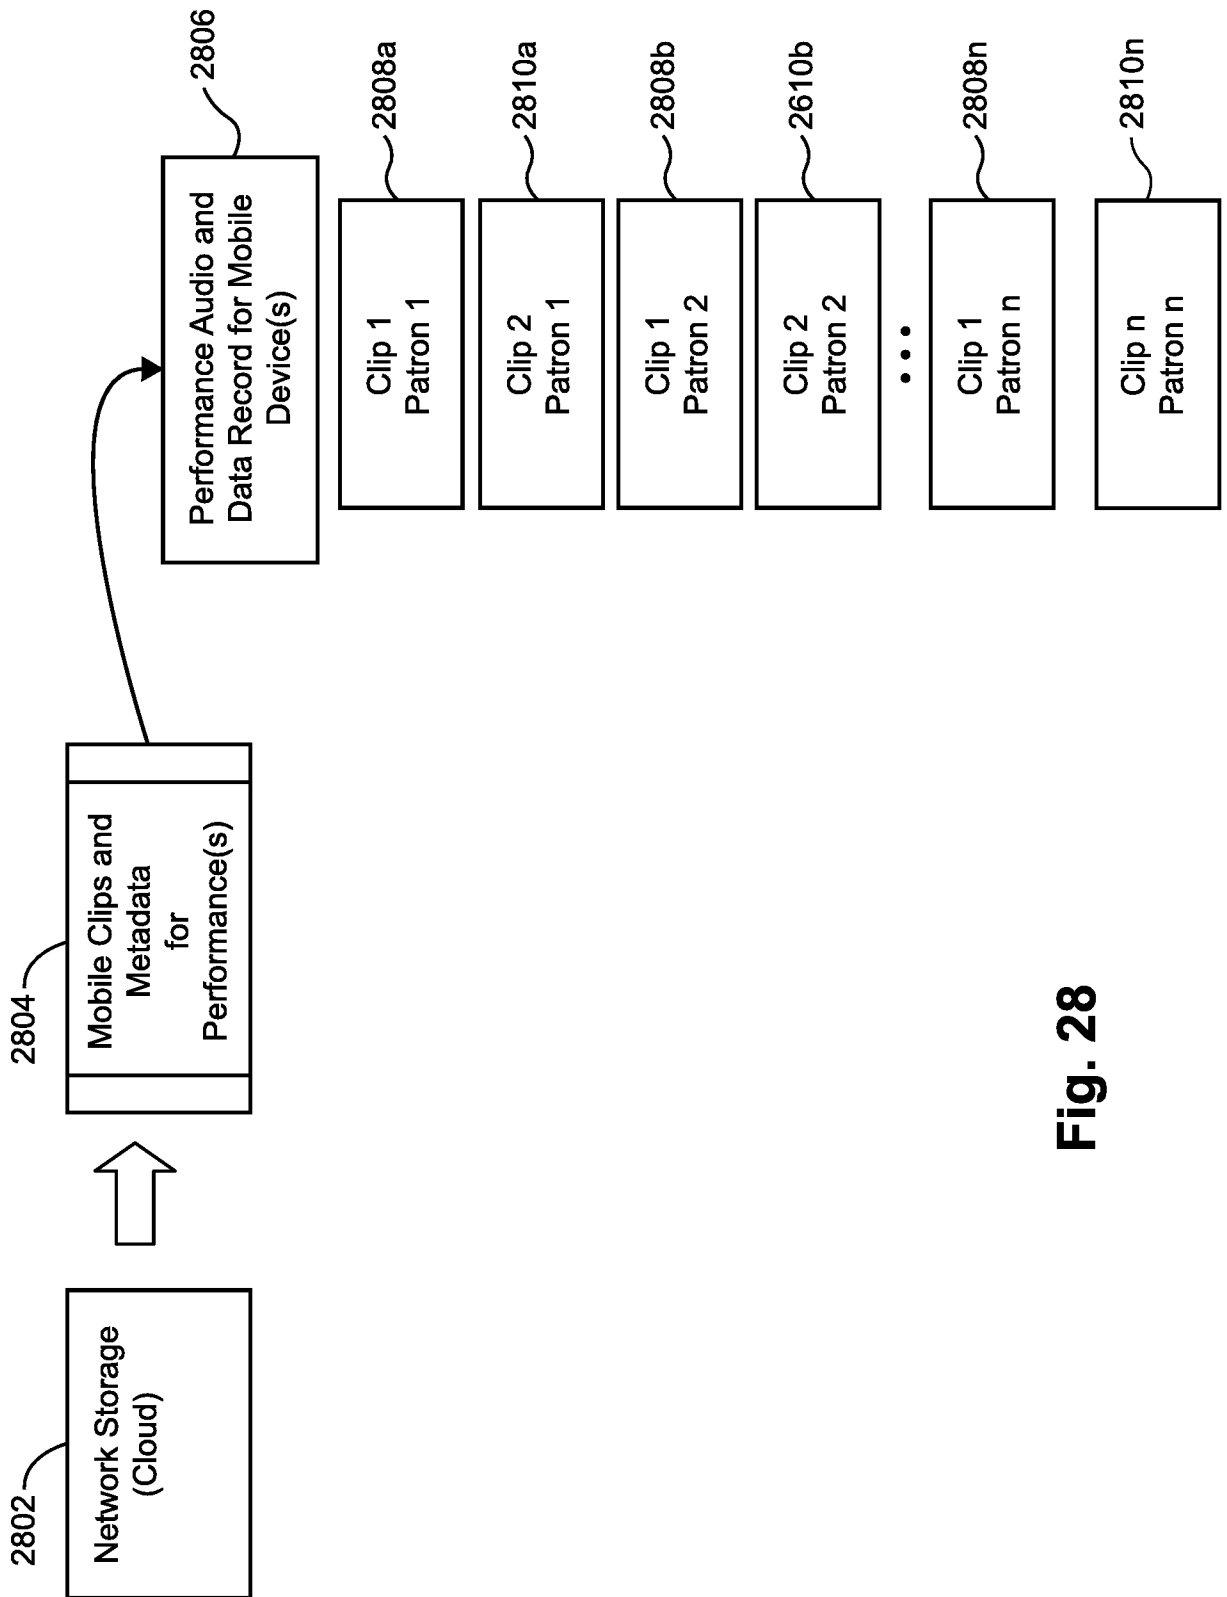 2802
Network Storage
(Cloud)
2804
Mobile Clips and
Metadata
for
Performance(s)
2806
Performance Audio and
Data Record for Mobile
Device(s)
2808a
Clip 1
Patron 1
2810a
Clip 2
Patron 1
2808b
Clip 1
Patron 2
2610b
Clip 2
Patron 2
2808n
Clip 1
Patron n
2810n
Clip n
Patron n
Fig. 28